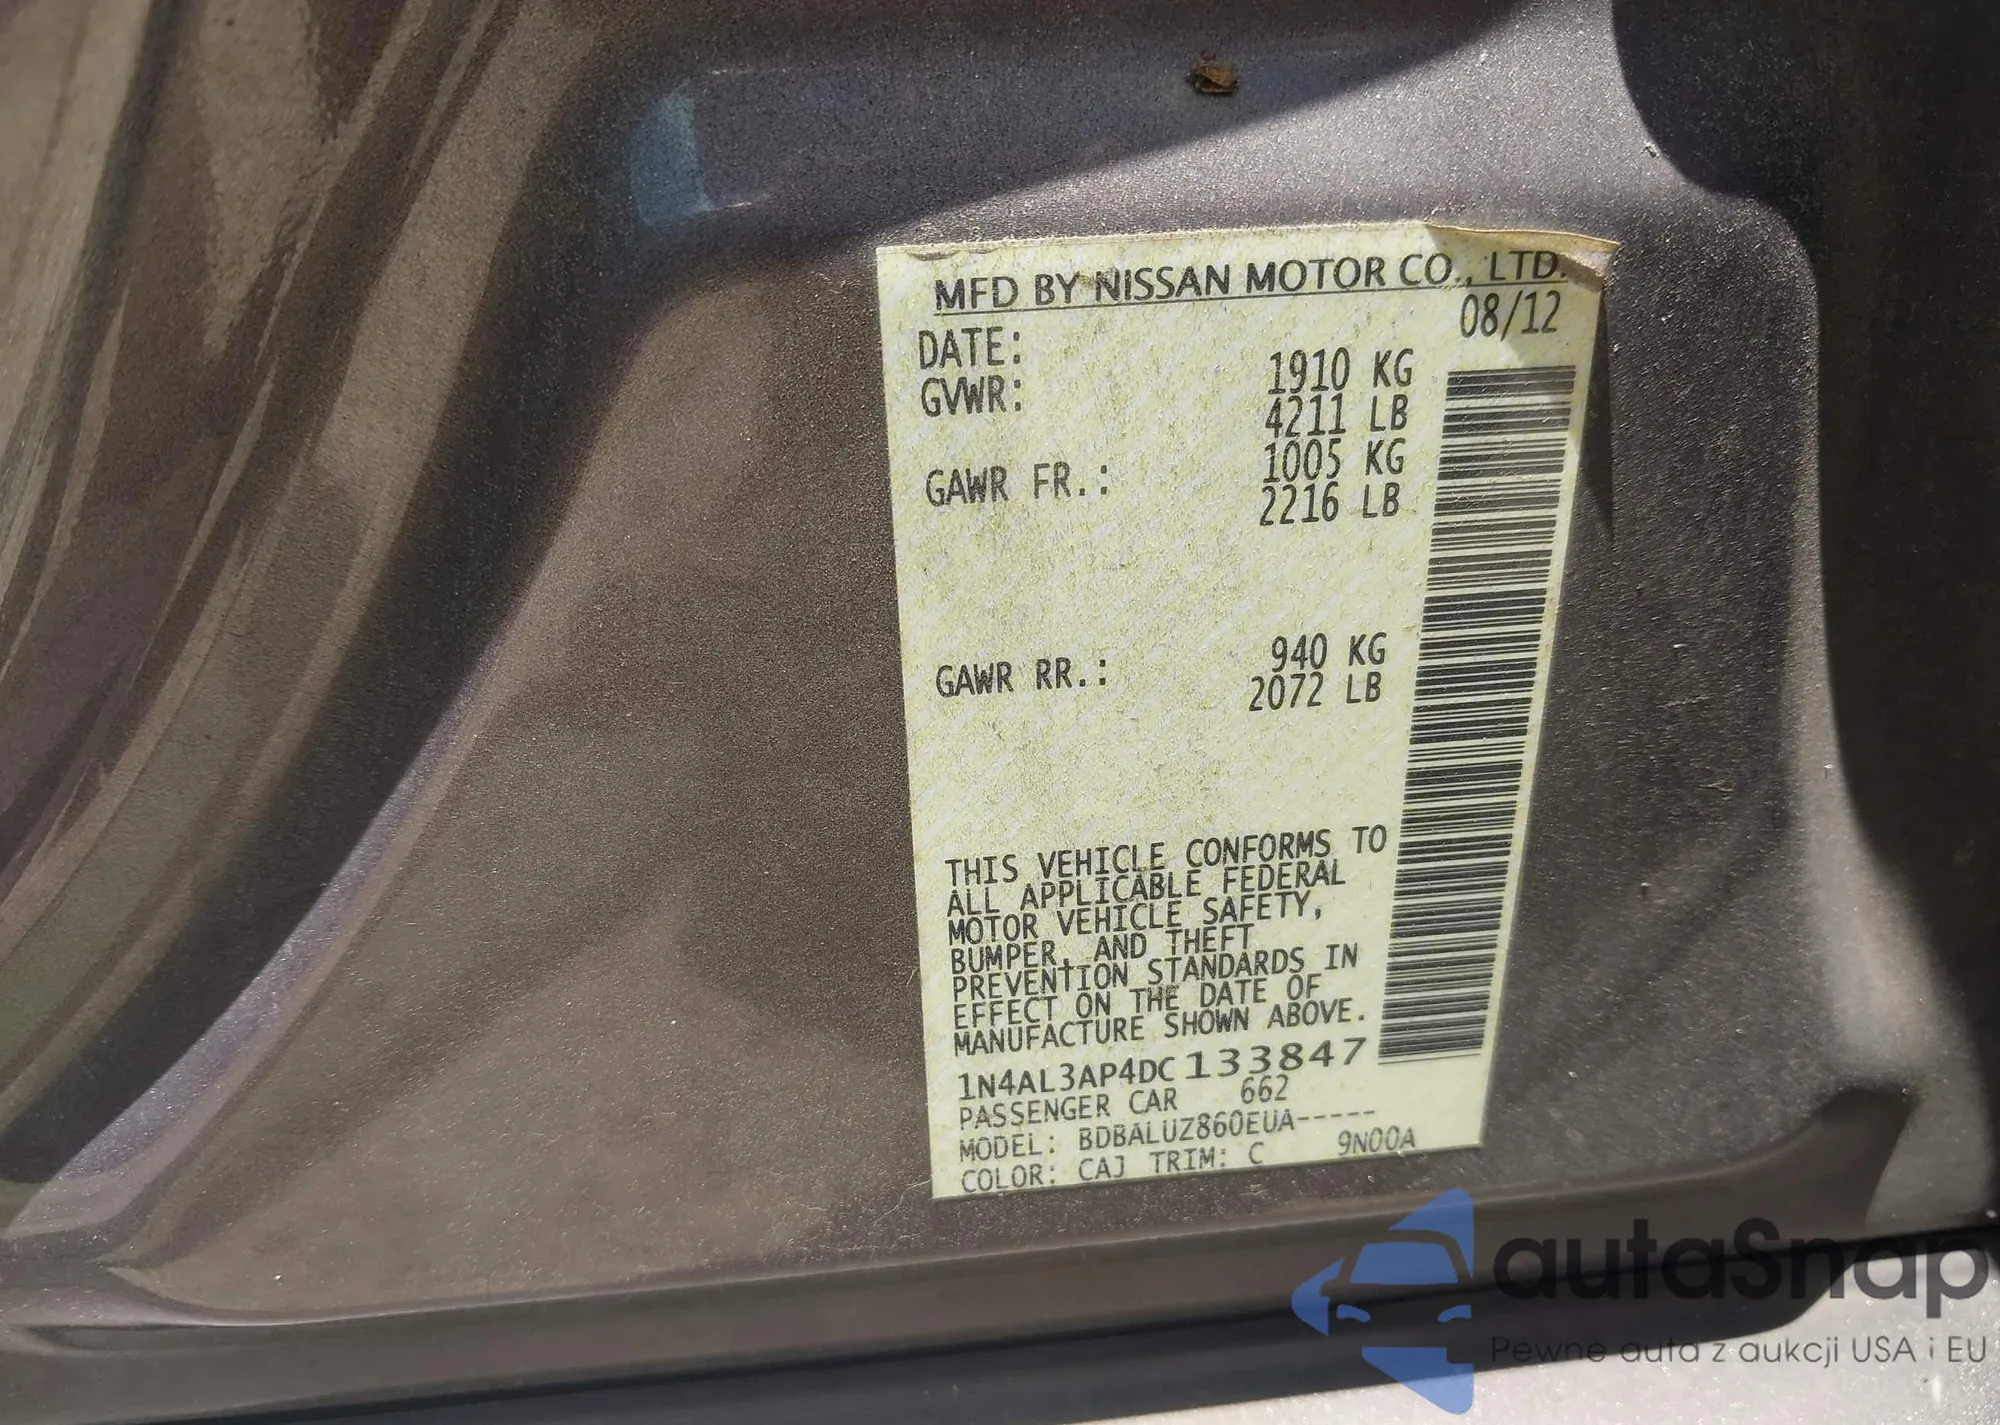 MFD BY NISSAN MOTOR CO., LTD.
DATE: 08/12
GVWR: 1910 KG
4211 LB
GAWR FR.: 1005 KG
2216 LB
GAWR RR.: 940 KG
2072 LB
THIS VEHICLE CONFORMS TO
ALL APPLICABLE FEDERAL
MOTOR VEHICLE SAFETY,
BUMPER, AND THEFT
PREVENTION STANDARDS IN
EFFECT ON THE DATE OF
MANUFACTURE SHOWN ABOVE.
1N4AL3AP4DC133847
PASSENGER CAR 662
MODEL: BDBALUZ860EUA-----
COLOR: CAJ TRIM: C 9N00A
autaSnap
Pewne auta z aukcji USA i EU